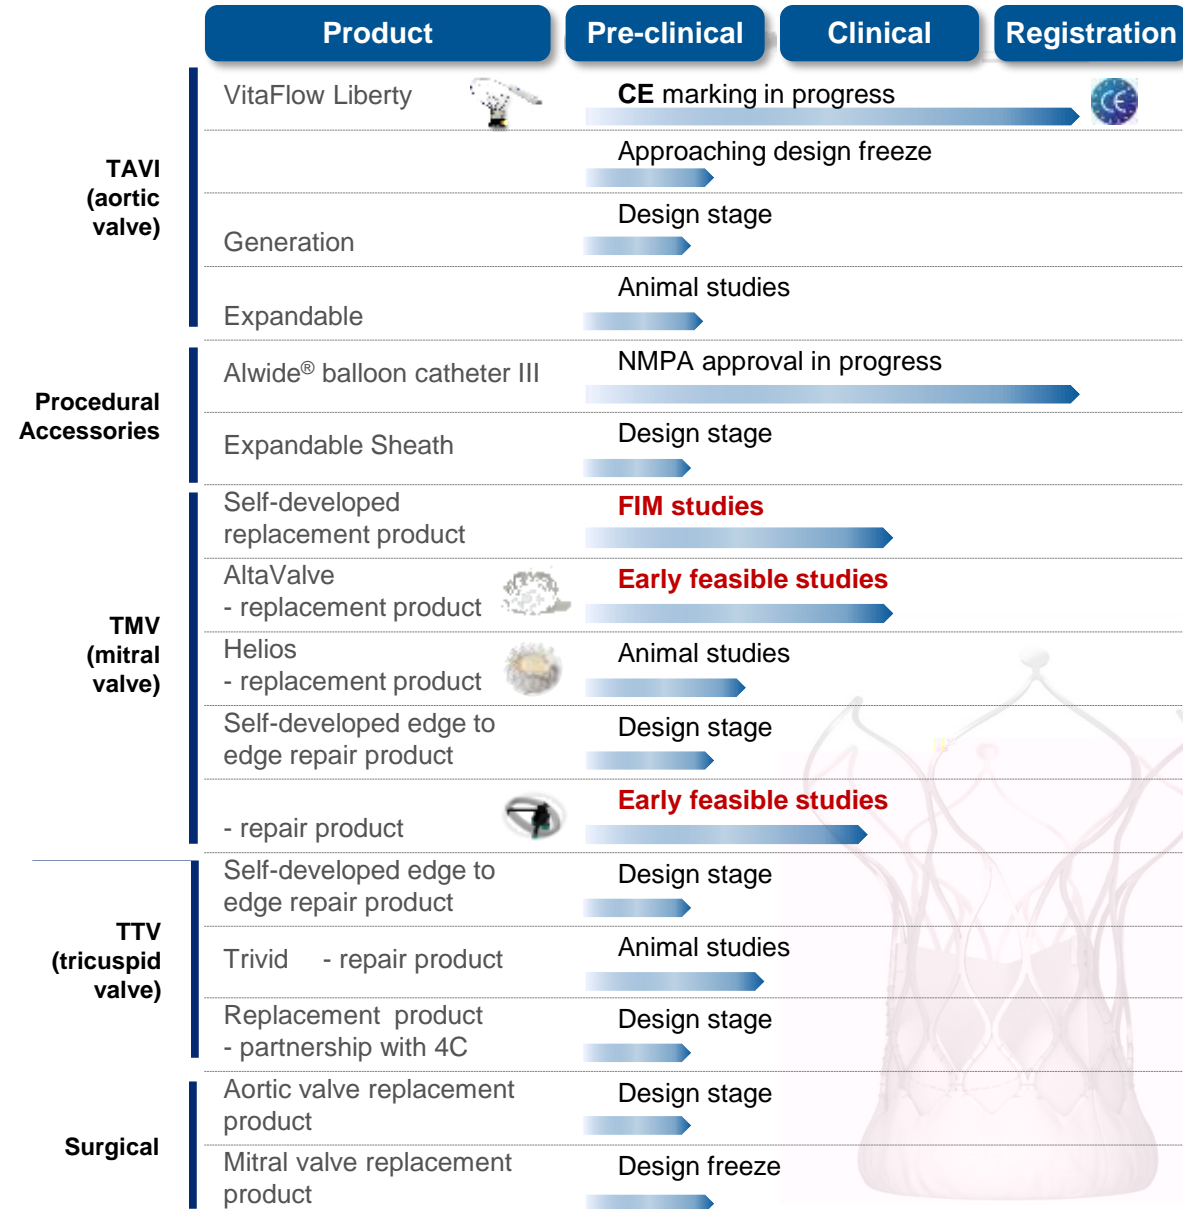 Product Pre-clinical Clinical Registration
TAVI
(aortic
valve)
VitaFlow Liberty
CE marking in progress
CE
Approaching design freeze
Generation
Design stage
Expandable
Animal studies
Procedural
Accessories
Alwide® balloon catheter III
NMPA approval in progress
Expandable Sheath
Design stage
TMV
(mitral
valve)
Self-developed
replacement product
FIM studies
AltaValve
- replacement product
Early feasible studies
Helios
- replacement product
Animal studies
Self-developed edge to
edge repair product
Design stage
- repair product
Early feasible studies
TTV
(tricuspid
valve)
Self-developed edge to
edge repair product
Design stage
Trivid - repair product
Animal studies
Replacement product
- partnership with 4C
Design stage
Surgical
Aortic valve replacement
product
Design stage
Mitral valve replacement
product
Design freeze